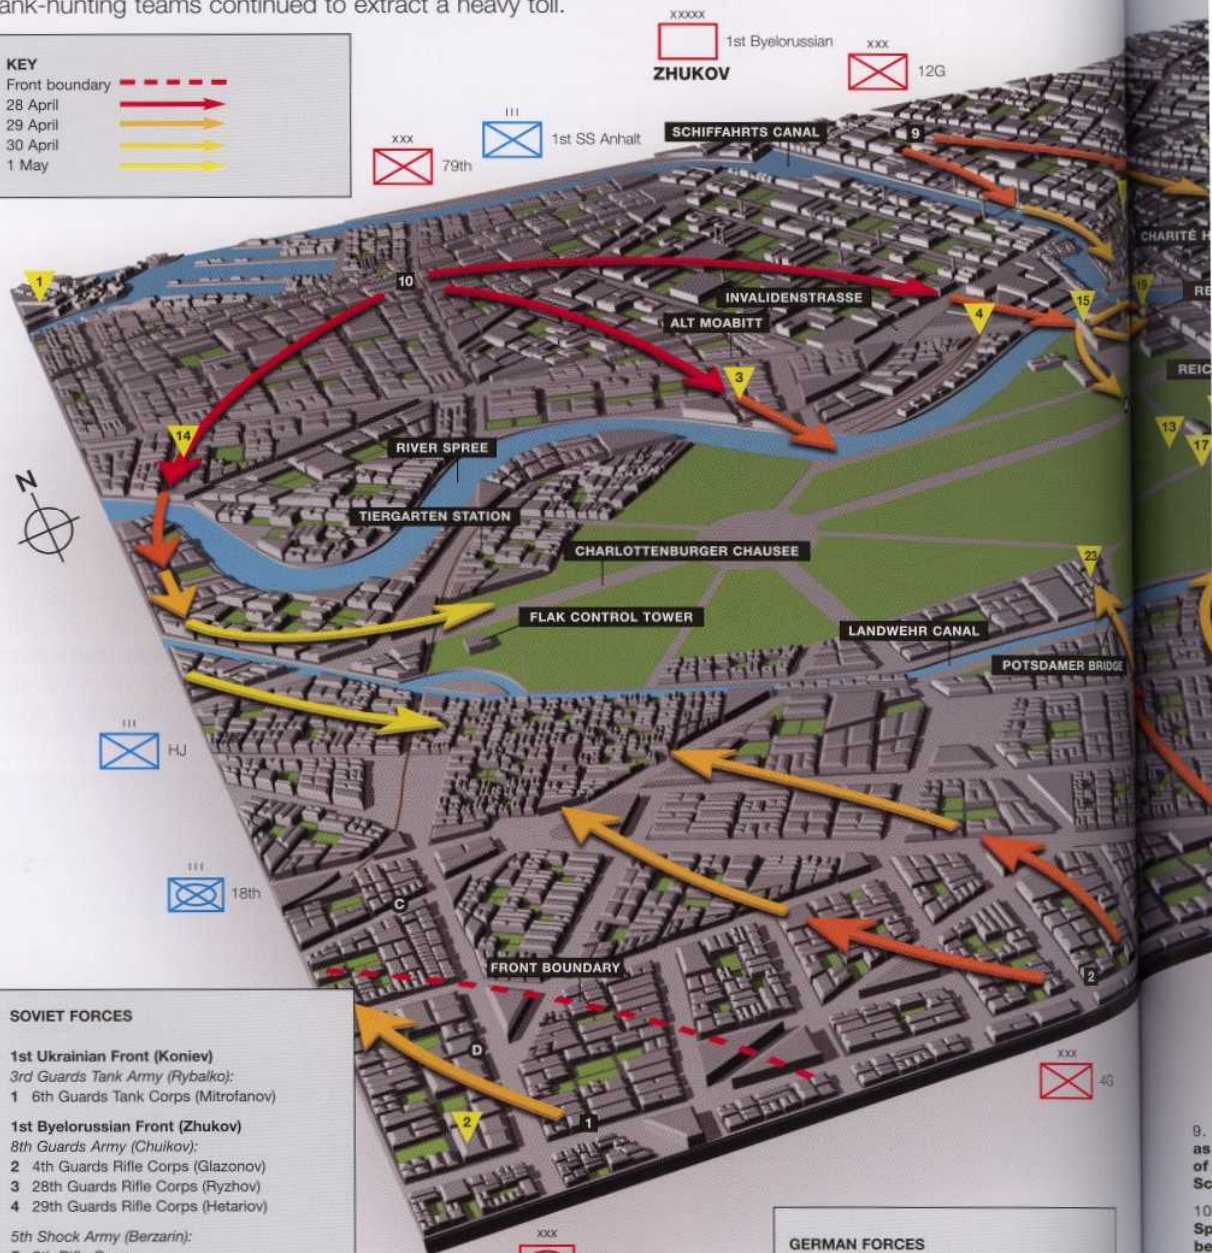 ank-hunting teams continued to extract a heavy toll.
KEY
Front boundary
28 April
29 April
30 April
1 May
XXXXX
1st Byelorussian
ZHUKOV
XXX
12G
III
1st SS Anhalt
XXX
79th
SCHIFFAHRTS CANAL
9
CHARITÉ H
1
10
INVALIDENSTRASSE
ALT MOABITT
4
15
19
RE
3
REIC
14
13
17
N
RIVER SPREE
TIERGARTEN STATION
CHARLOTTENBURGER CHAUSEE
23
FLAK CONTROL TOWER
LANDWEHR CANAL
POTSDAMER BRIDGE
III
HJ
III
18th
C
FRONT BOUNDARY
2
D
2
1
XXX
4G
SOVIET FORCES
1st Ukrainian Front (Koniev)
3rd Guards Tank Army (Rybalko):
1 6th Guards Tank Corps (Mitrofanov)
1st Byelorussian Front (Zhukov)
8th Guards Army (Chuikov):
2 4th Guards Rifle Corps (Glazonov)
3 28th Guards Rifle Corps (Ryzhov)
4 29th Guards Rifle Corps (Hetariov)
5th Shock Army (Berzarin):
XXX
GERMAN FORCES
9.
as
of
Sc
10
Sp
be